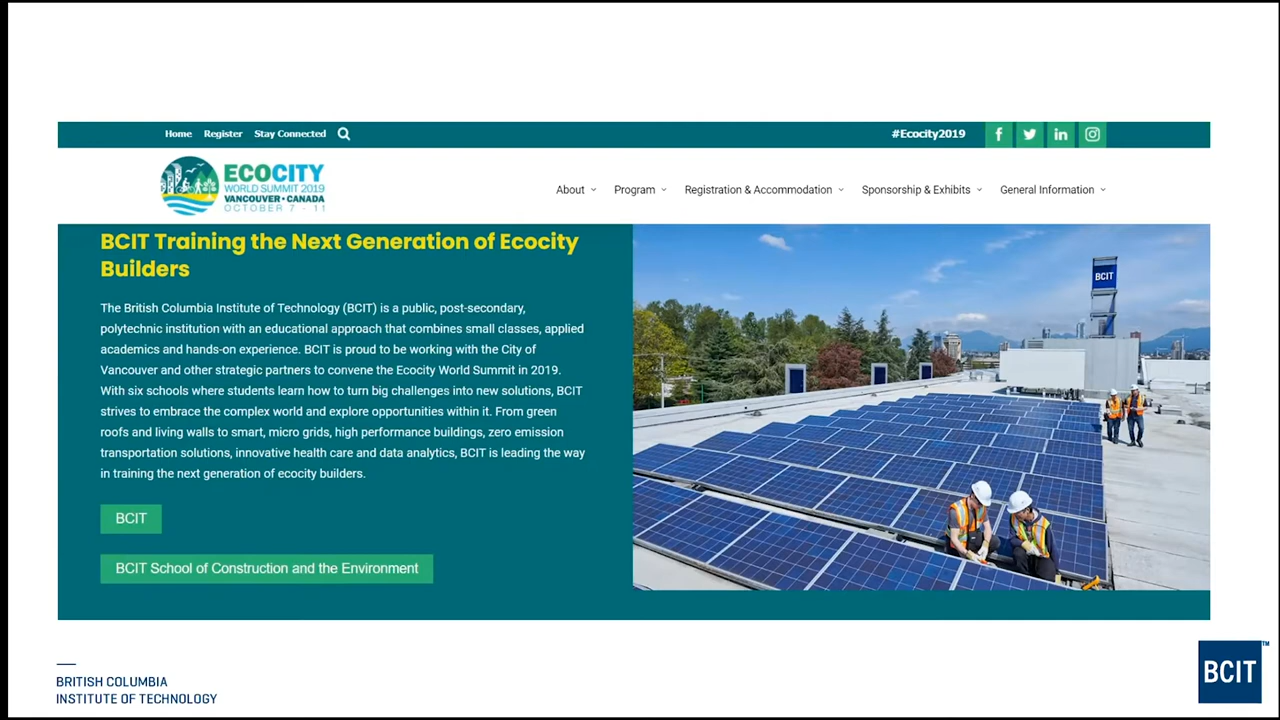 Home Register Stay Connected #Ecocity2019
ECOCITY
WORLD SUMMIT 2019
VANCOUVER • CANADA
OCTOBER 7 - 11
About Program Registration & Accommodation Sponsorship & Exhibits General Information
BCIT Training the Next Generation of Ecocity
Builders
The British Columbia Institute of Technology (BCIT) is a public, post-secondary,
polytechnic institution with an educational approach that combines small classes, applied
academics and hands-on experience. BCIT is proud to be working with the City of
Vancouver and other strategic partners to convene the Ecocity World Summit in 2019.
With six schools where students learn how to turn big challenges into new solutions, BCIT
strives to embrace the complex world and explore opportunities within it. From green
roofs and living walls to smart, micro grids, high performance buildings, zero emission
transportation solutions, innovative health care and data analytics, BCIT is leading the way
in training the next generation of ecocity builders.
BCIT
BCIT School of Construction and the Environment
BCIT
BRITISH COLUMBIA
INSTITUTE OF TECHNOLOGY
BCIT™